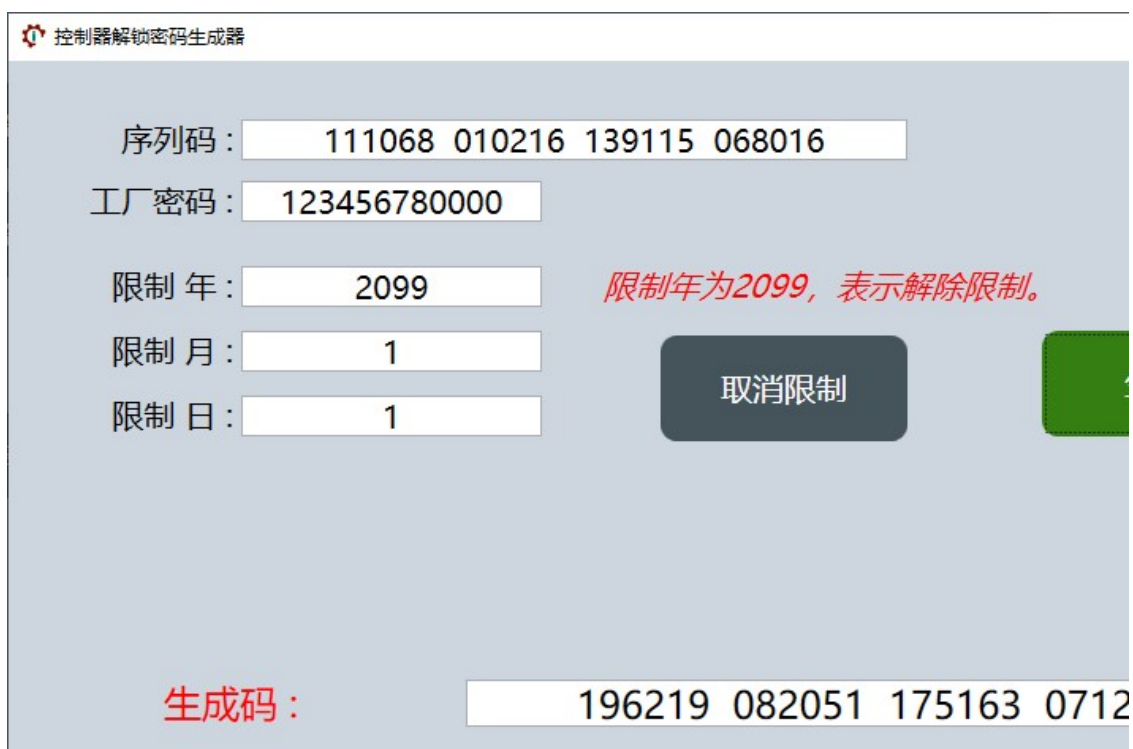 控制器解锁密码生成器
序列码： 111068 010216 139115 068016
工厂密码： 123456780000
限制 年： 2099 限制年为2099，表示解除限制。
限制 月： 1
取消限制
限制 日： 1
生成码： 196219 082051 175163 0712